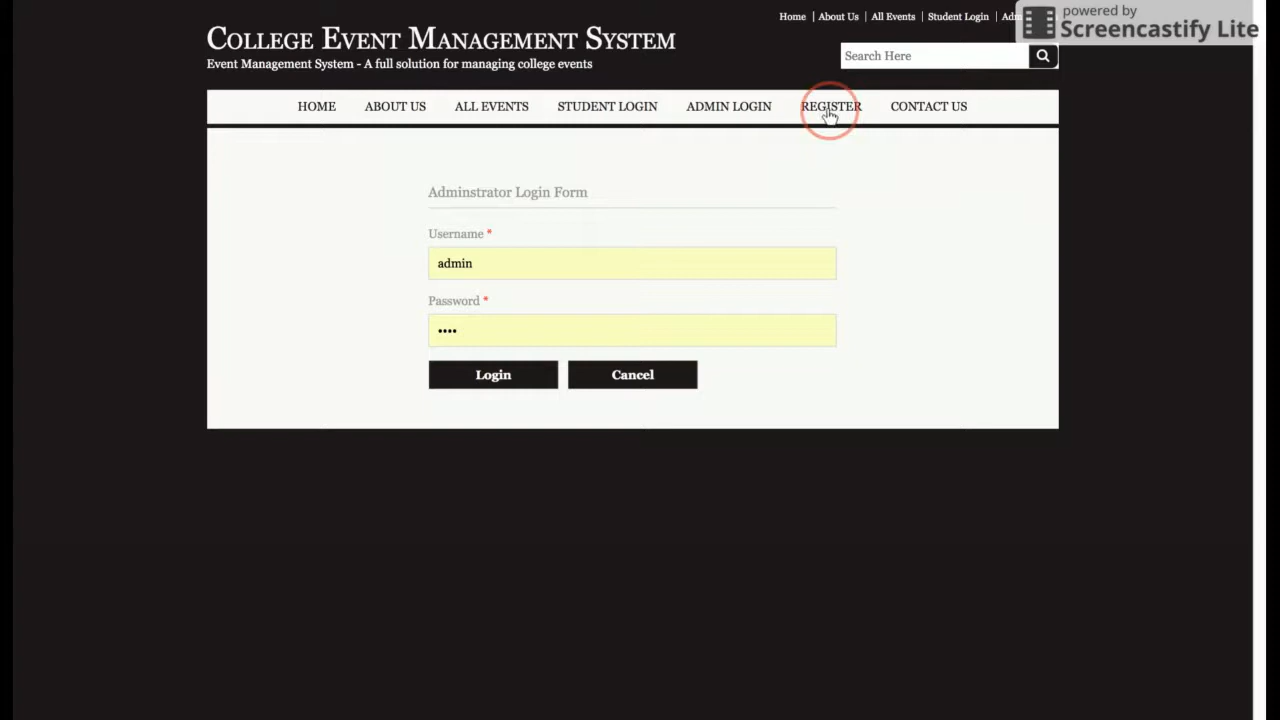 powered by
Screencastify Lite
Home | About Us | All Events | Student Login |
COLLEGE EVENT MANAGEMENT SYSTEM
Event Management System - A full solution for managing college events
Search Here
HOME ABOUT US ALL EVENTS STUDENT LOGIN ADMIN LOGIN REGISTER CONTACT US
Adminstrator Login Form
Username *
admin
Password *
••••
Login Cancel